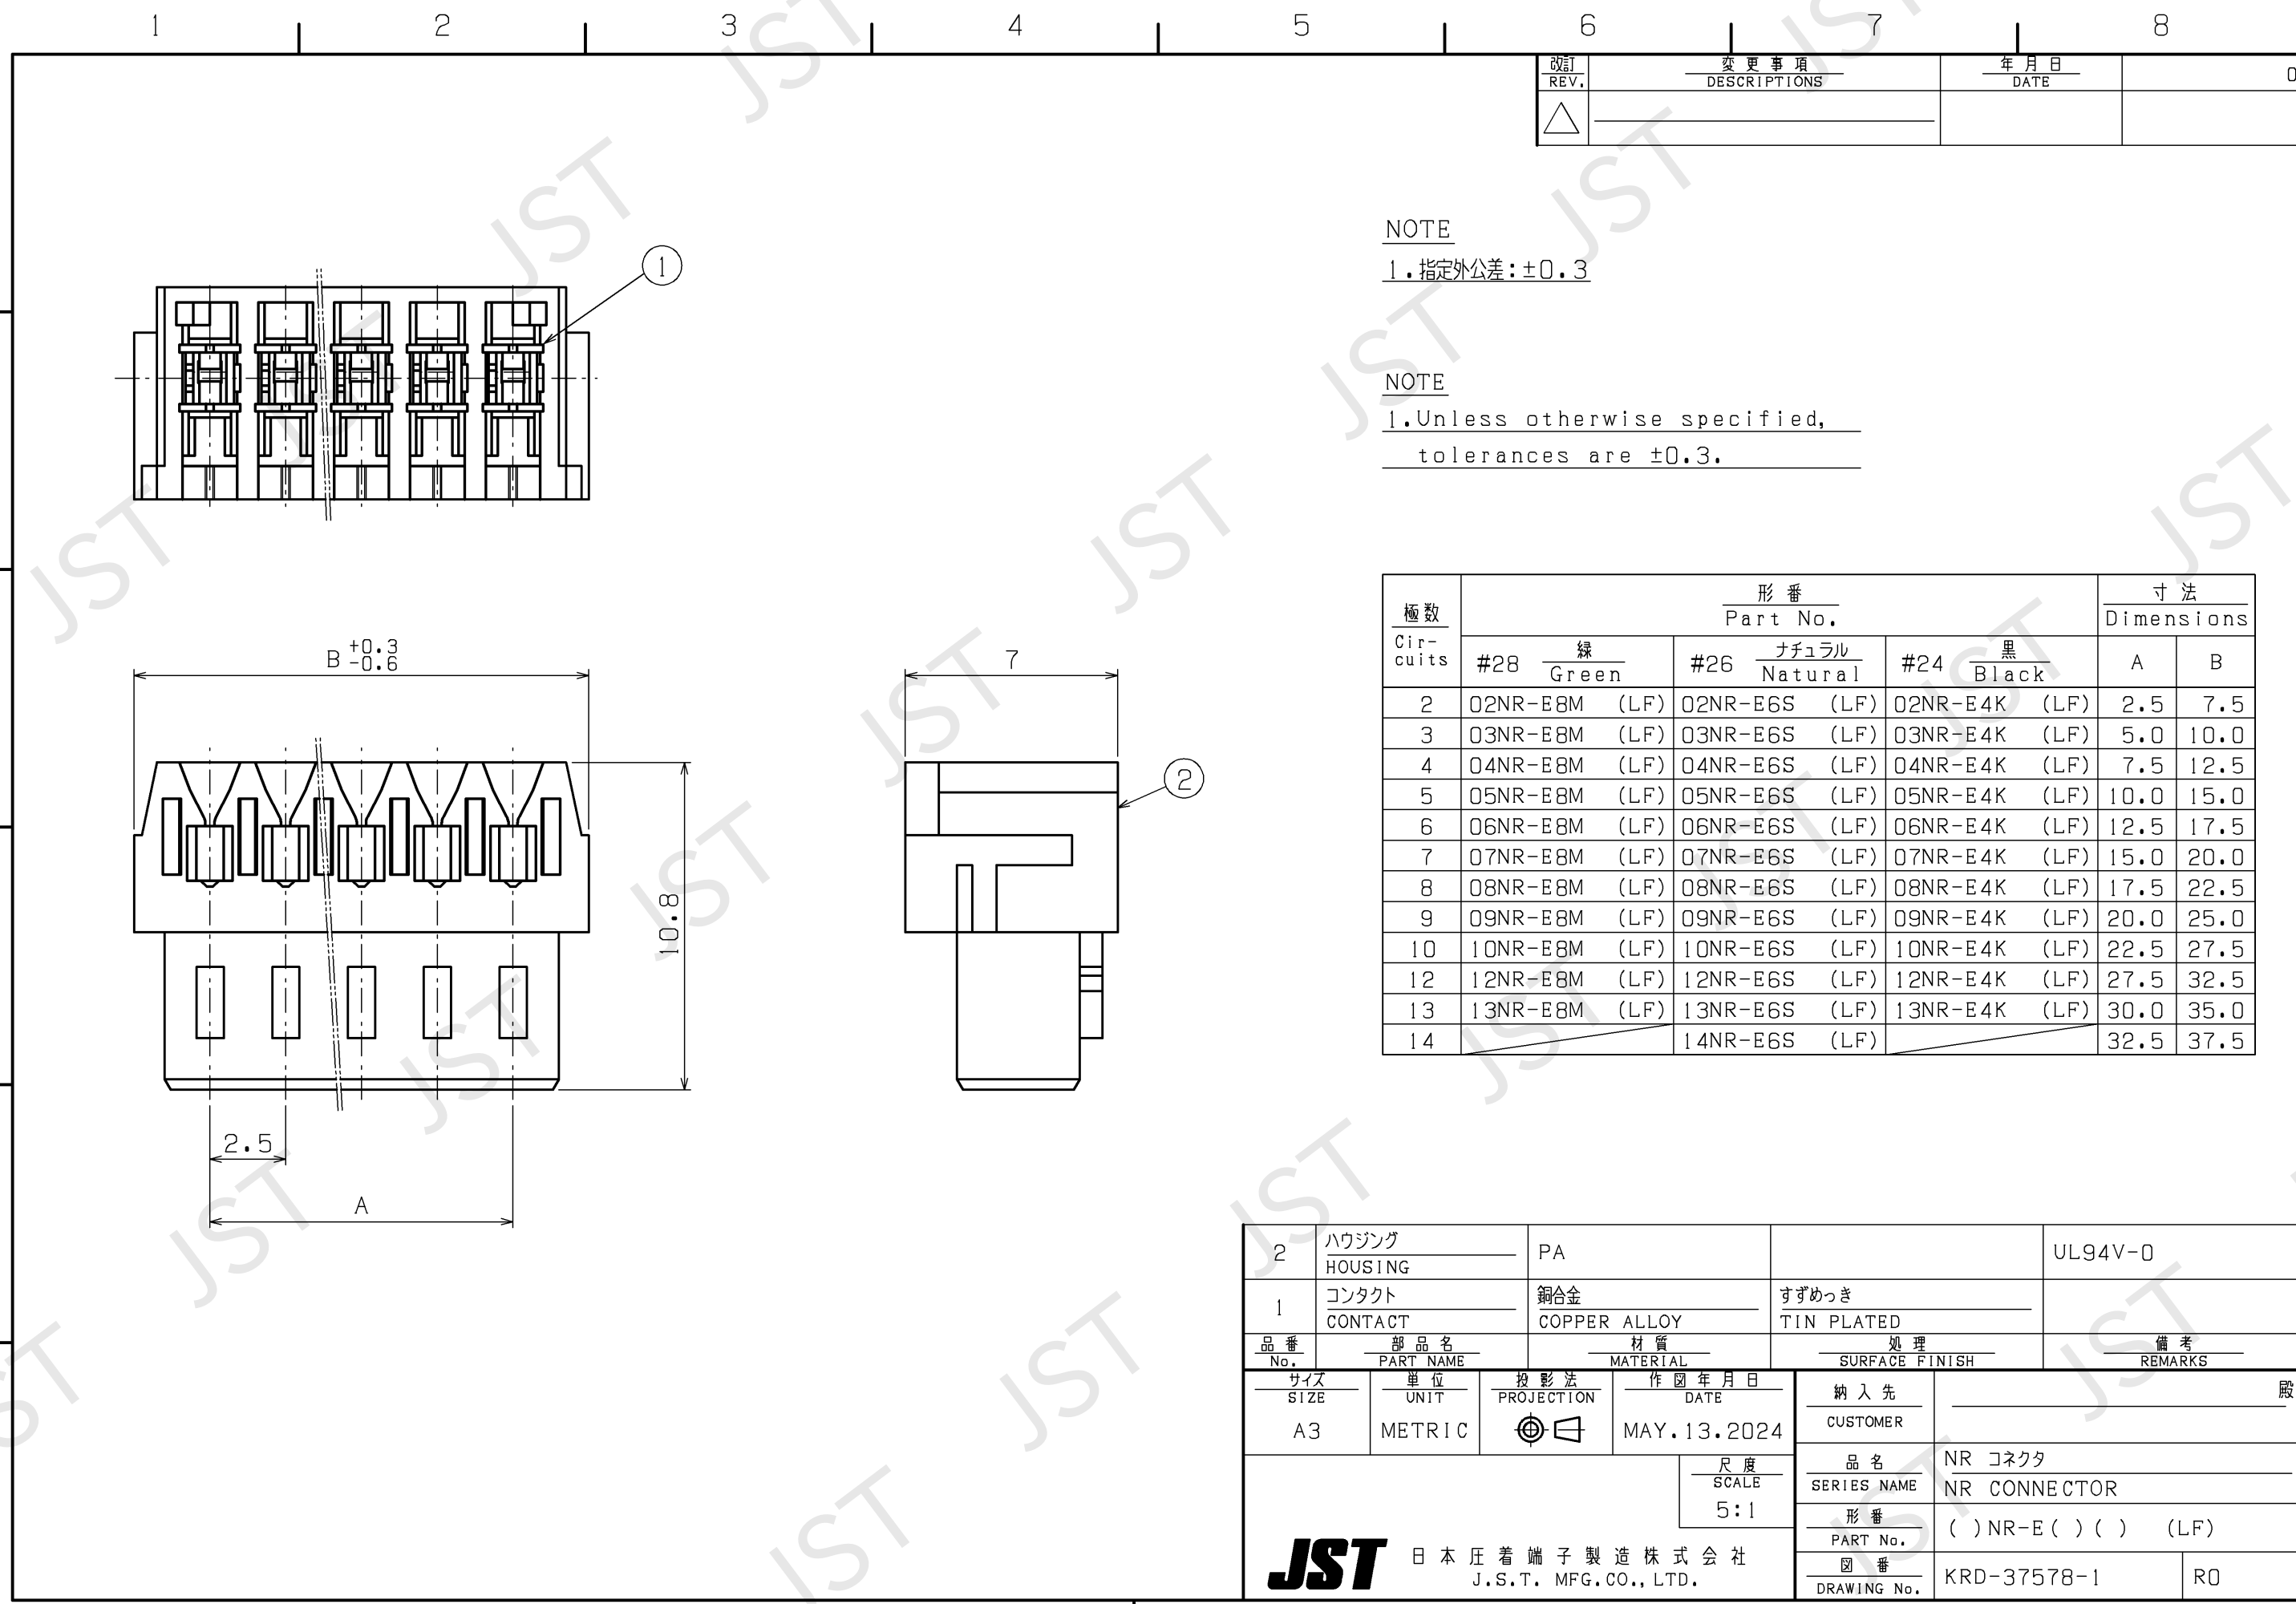 1 2 3 4 5 6 7 8
改訂 変更事項 年月日
REV. DESCRIPTIONS DATE
NOTE
1.指定外公差:±0.3
NOTE
1.Unless otherwise specified,
tolerances are ±0.3.
1
B +0.3
-0.6
7
2
10.8
2.5
A
極数 形番 寸法
Part No. Dimensions
Cir-
cuits
緑 ナチュラル 黒
#28 Green #26 Natural #24 Black A B
2 02NR-E8M (LF) 02NR-E6S (LF) 02NR-E4K (LF) 2.5 7.5
3 03NR-E8M (LF) 03NR-E6S (LF) 03NR-E4K (LF) 5.0 10.0
4 04NR-E8M (LF) 04NR-E6S (LF) 04NR-E4K (LF) 7.5 12.5
5 05NR-E8M (LF) 05NR-E6S (LF) 05NR-E4K (LF) 10.0 15.0
6 06NR-E8M (LF) 06NR-E6S (LF) 06NR-E4K (LF) 12.5 17.5
7 07NR-E8M (LF) 07NR-E6S (LF) 07NR-E4K (LF) 15.0 20.0
8 08NR-E8M (LF) 08NR-E6S (LF) 08NR-E4K (LF) 17.5 22.5
9 09NR-E8M (LF) 09NR-E6S (LF) 09NR-E4K (LF) 20.0 25.0
10 10NR-E8M (LF) 10NR-E6S (LF) 10NR-E4K (LF) 22.5 27.5
12 12NR-E8M (LF) 12NR-E6S (LF) 12NR-E4K (LF) 27.5 32.5
13 13NR-E8M (LF) 13NR-E6S (LF) 13NR-E4K (LF) 30.0 35.0
14 14NR-E6S (LF) 32.5 37.5
2 ハウジング PA UL94V-0
HOUSING
1 コンタクト 銅合金 すずめっき
CONTACT COPPER ALLOY TIN PLATED
品番 部品名 材質 処理 備考
No. PART NAME MATERIAL SURFACE FINISH REMARKS
サイズ 単位 投影法 作図年月日
SIZE UNIT PROJECTION DATE
A3 METRIC MAY.13.2024
納入先 殿
CUSTOMER
尺度
SCALE
5:1
品名 NR コネクタ
SERIES NAME NR CONNECTOR
形番
PART No. ( )NR-E( )( ) (LF)
図番
DRAWING No. KRD-37578-1 R0
JST 日本圧着端子製造株式会社
J.S.T. MFG.CO.,LTD.
JST